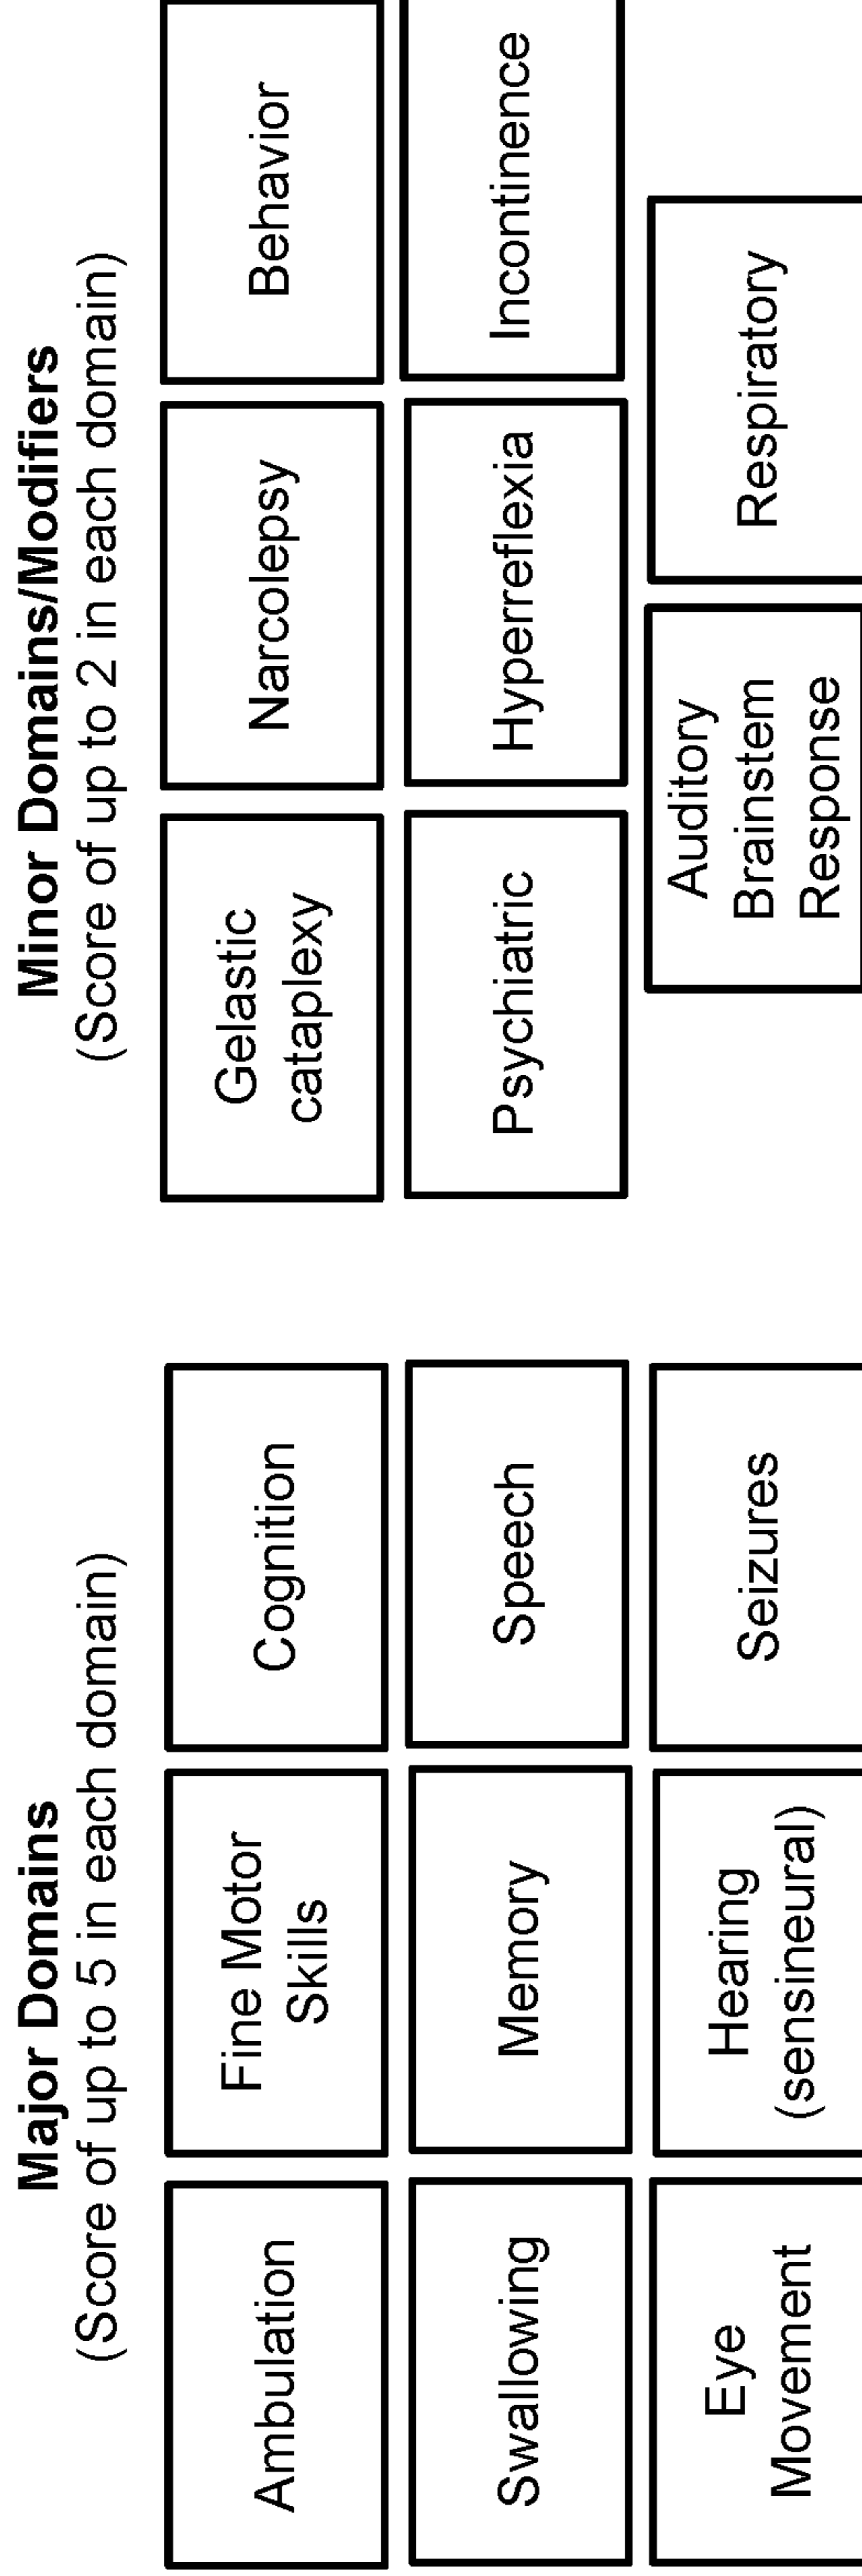 Major Domains
(Score of up to 5 in each domain)
Ambulation
Fine Motor
Skills
Cognition
Swallowing
Memory
Speech
Eye
Movement
Hearing
(sensineural)
Seizures
Minor Domains/Modifiers
(Score of up to 2 in each domain)
Gelastic
cataplexy
Narcolepsy
Behavior
Psychiatric
Hyperreflexia
Incontinence
Auditory
Brainstem
Response
Respiratory